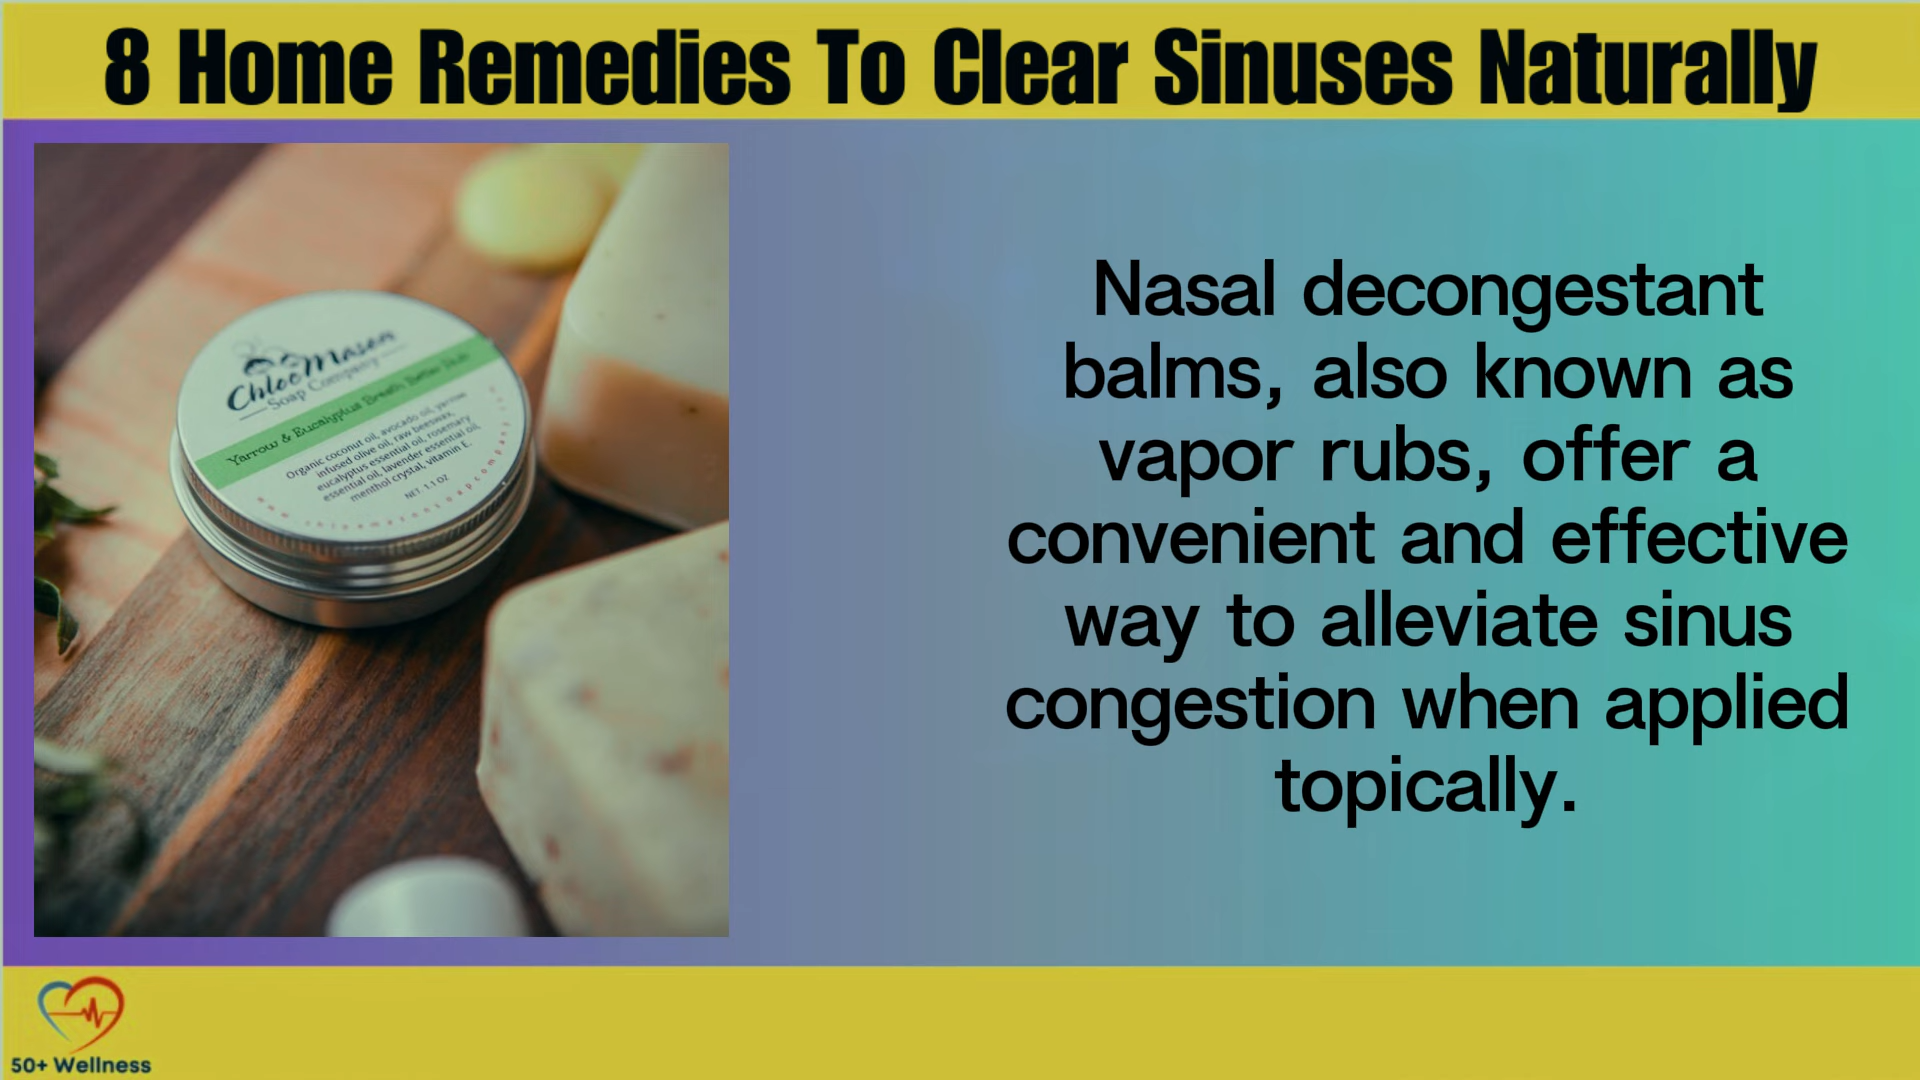 8 Home Remedies To Clear Sinuses Naturally
Chloe Mason
Soap Company
Yarrow & Eucalyptus Breath Better Rub
Organic coconut oil, avocado oil, yarrow
infused olive oil, raw beeswax,
eucalyptus essential oil, rosemary
essential oil, lavender essential oil,
menthol crystal, vitamin E.
NET. 1.1 OZ
Nasal decongestant
balms, also known as
vapor rubs, offer a
convenient and effective
way to alleviate sinus
congestion when applied
topically.
50+ Wellness